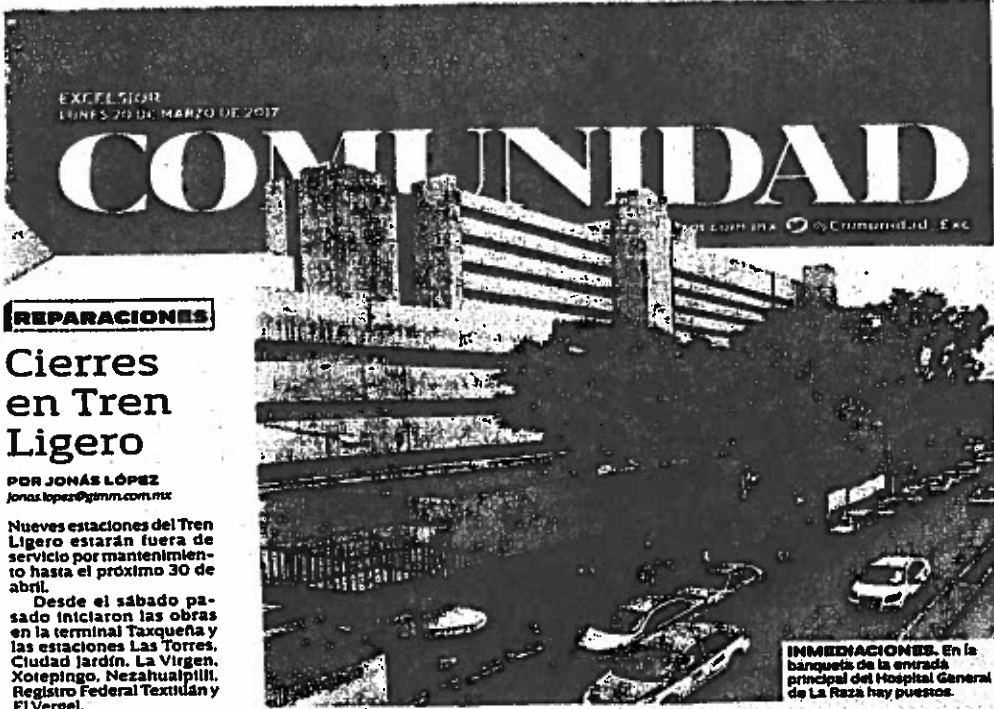 EXCELSIOR
LUNES 20 DE MARZO DE 2017
COMUNIDAD
@Comunidad_Exc
REPARACIONES
Cierres
en Tren
Ligero
POR JONÁS LÓPEZ
jonas.lopez@gimm.com.mx
Nueves estaciones del Tren
Ligero estarán fuera de
servicio por mantenimien-
to hasta el próximo 30 de
abril.
Desde el sábado pa-
sado iniciaron las obras
en la terminal Taxqueña y
las estaciones Las Torres,
Ciudad Jardín, La Virgen,
Xotepingo, Nezahualpilli,
Registro Federal Textitlán y
El Vergel.
INMEDIACIONES. En la
banqueta de la entrada
principal del Hospital General
de La Raza hay puestos.